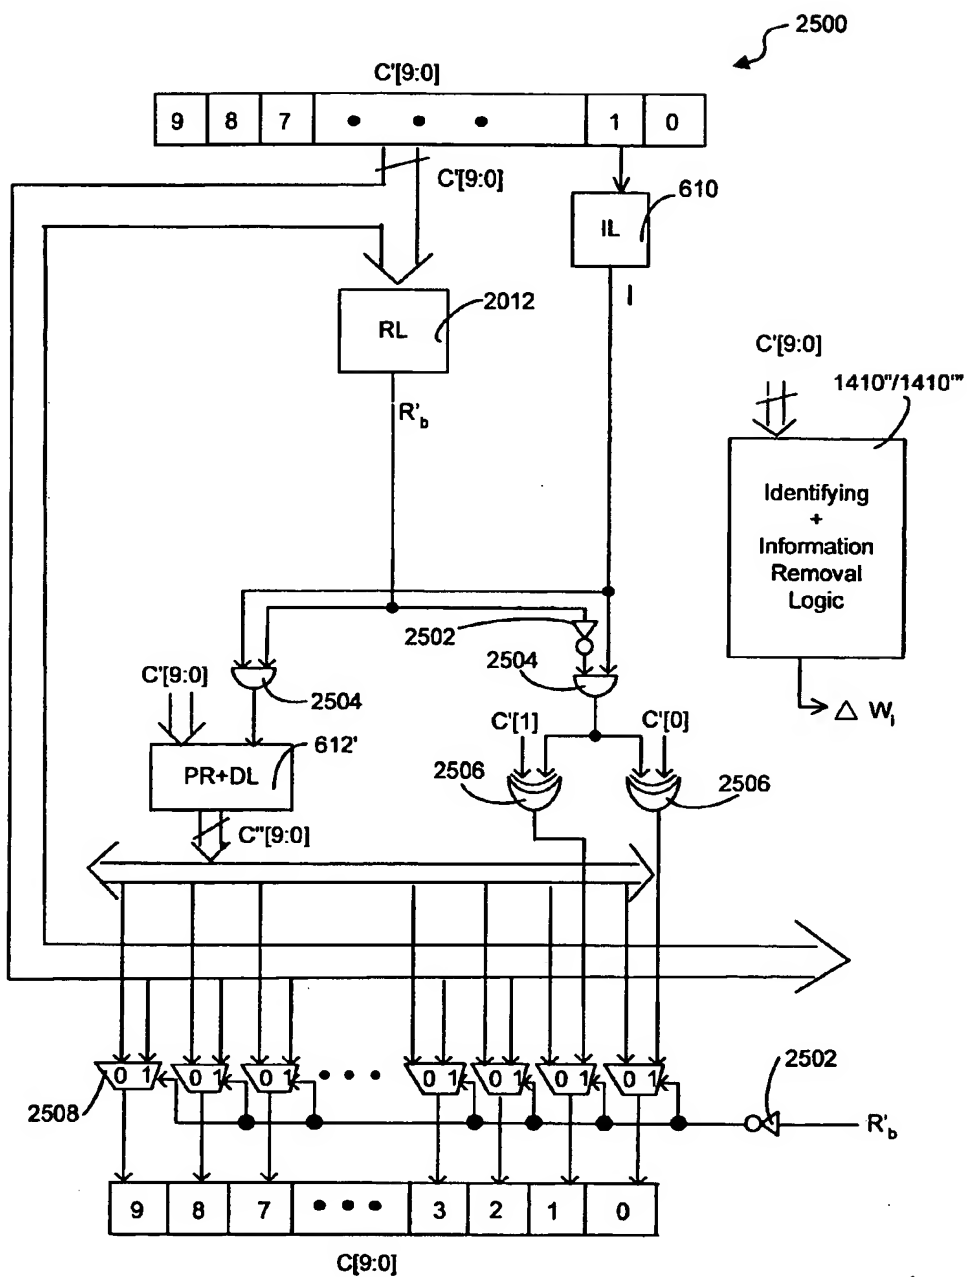 2500
C'[9:0]
9 8 7 • • • 1 0
C'[9:0]
610
IL
I
2012
RL
R'b
C'[9:0]
1410"/1410"'
Identifying
+
Information
Removal
Logic
△ Wi
2502
2504
C'[9:0]
2504
C'[1]
C'[0]
612'
PR+DL
2506
2506
C"[9:0]
0 1 0 1 0 1 • • • 0 1 0 1 0 1 0 1
2502
2508
R'b
9 8 7 • • • 3 2 1 0
C[9:0]